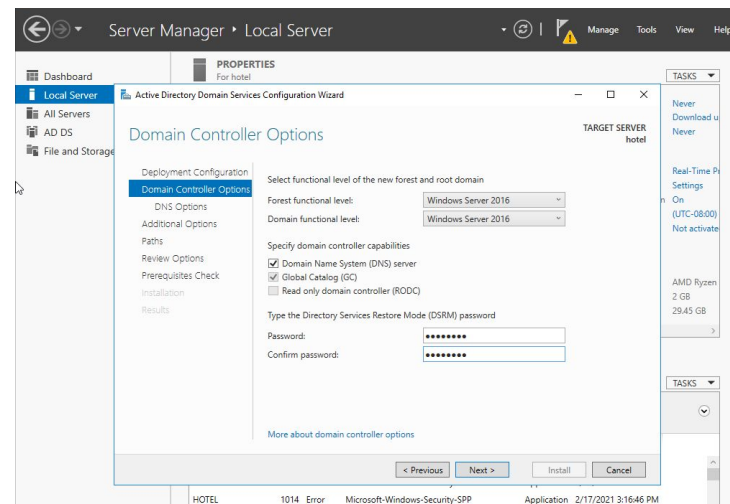 Server Manager ‣ Local Server
Manage Tools View Help
Dashboard
Local Server
All Servers
AD DS
File and Storage
PROPERTIES
For hotel
TASKS
Never
Download u
Never
Real-Time Pr
Settings
n On
(UTC-08:00)
Not activate
AMD Ryzen
2 GB
29.45 GB
Active Directory Domain Services Configuration Wizard
Domain Controller Options
TARGET SERVER
hotel
Deployment Configuration
Domain Controller Options
DNS Options
Additional Options
Paths
Review Options
Prerequisites Check
Installation
Results
Select functional level of the new forest and root domain
Forest functional level: Windows Server 2016
Domain functional level: Windows Server 2016
Specify domain controller capabilities
Domain Name System (DNS) server
Global Catalog (GC)
Read only domain controller (RODC)
Type the Directory Services Restore Mode (DSRM) password
Password: ●●●●●●●●
Confirm password: ●●●●●●●●
More about domain controller options
< Previous Next > Install Cancel
TASKS
HOTEL 1014 Error Microsoft-Windows-Security-SPP Application 2/17/2021 3:16:46 PM